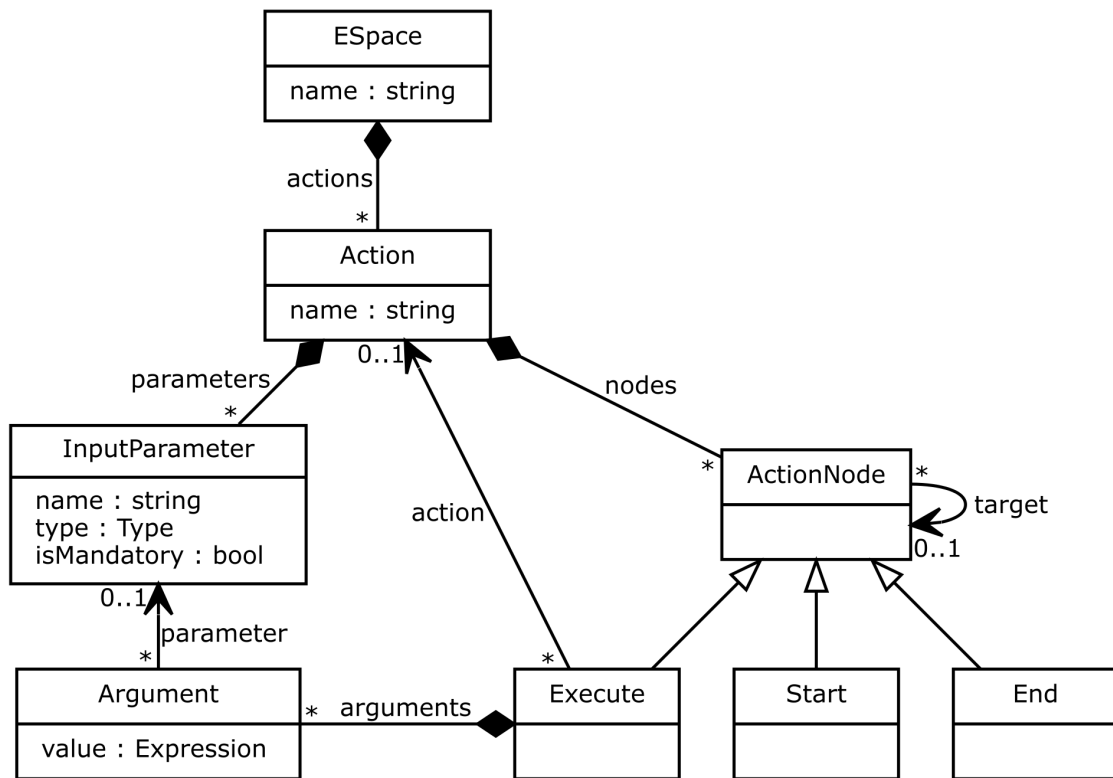 ESpace
name : string
actions
*
Action
name : string
0..1
parameters
nodes
*
InputParameter
*
ActionNode
*
name : string
type : Type
isMandatory : bool
action
target
0..1
0..1
parameter
*
*
Argument
*
arguments
Execute
Start
End
value : Expression